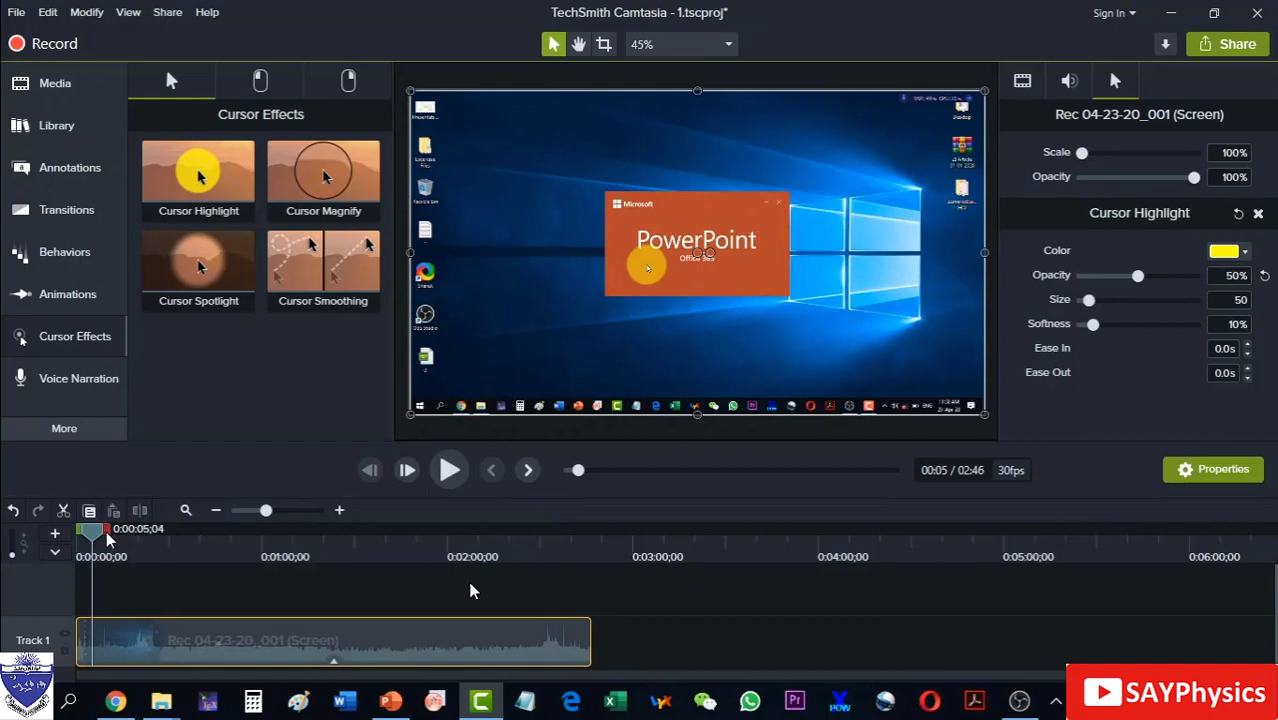 File Edit Modify View Share Help
TechSmith Camtasia - 1.tscproj*
Sign In
Record
45%
Share
Media
Library
Annotations
Transitions
Behaviors
Animations
Cursor Effects
Voice Narration
More
Cursor Effects
Cursor Highlight
Cursor Magnify
Cursor Spotlight
Cursor Smoothing
Microsoft
PowerPoint
Office 365
Rec 04-23-20_001 (Screen)
Scale 100%
Opacity 100%
Cursor Highlight
Color
Opacity 50%
Size 50
Softness 10%
Ease In 0.0s
Ease Out 0.0s
00:05 / 02:46 30fps
Properties
0:00:05;04
0:00:00;00 0:01:00;00 0:02:00;00 0:03:00;00 0:04:00;00 0:05:00;00 0:06:00;00
Track 1
Rec 04-23-20_001 (Screen)
SAYPhysics